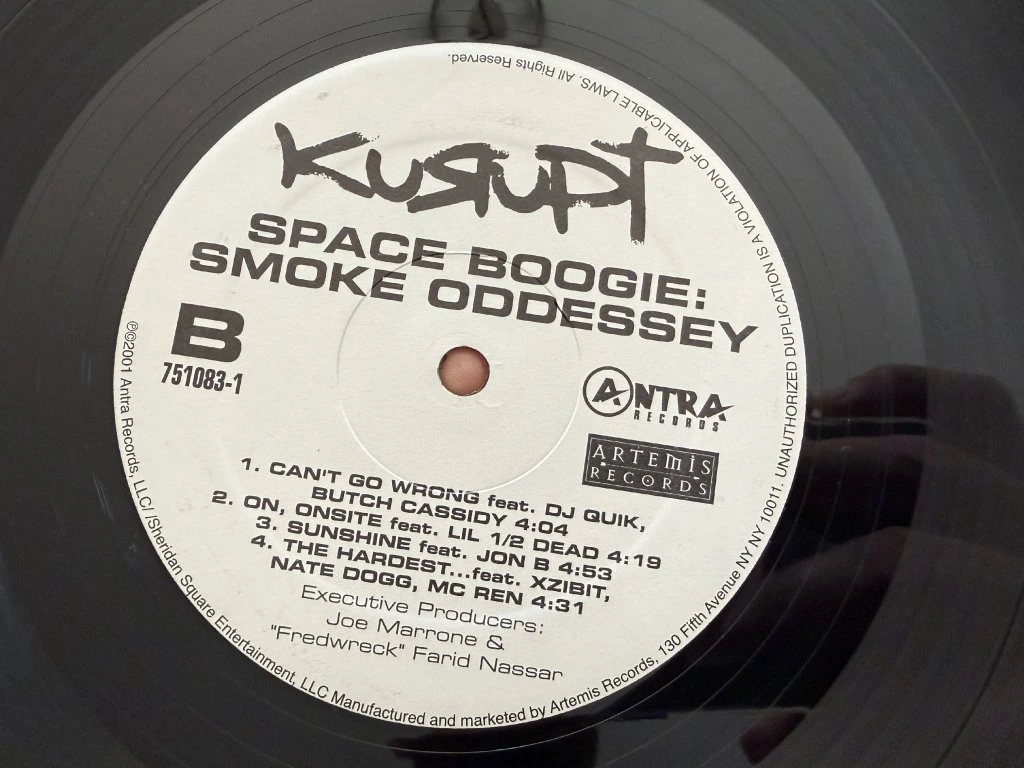 KURUPT
SPACE BOOGIE:
SMOKE ODDESSEY
B
751083-1
ANTRA
RECORDS
ARTEMIS
RECORDS
1. CAN'T GO WRONG feat. DJ QUIK,
BUTCH CASSIDY 4:04
2. ON, ONSITE feat. LIL 1/2 DEAD 4:19
3. SUNSHINE feat. JON B 4:53
4. THE HARDEST...feat. XZIBIT,
NATE DOGG, MC REN 4:31
Executive Producers:
Joe Marrone &
"Fredwreck" Farid Nassar
℗©2001 Antra Records, LLC/ /Sheridan Square Entertainment, LLC Manufactured and marketed by Artemis Records, 130 Fifth Avenue NY NY 10011. UNAUTHORIZED DUPLICATION IS A VIOLATION OF APPLICABLE LAWS. All Rights Reserved.